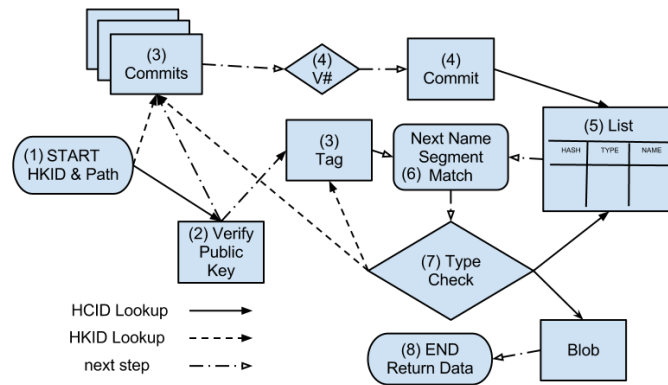 (3)
Commits
(4)
V#
(4)
Commit
(5) List
HASH
TYPE
NAME
(1) START
HKID & Path
(3)
Tag
Next Name
Segment
(6) Match
(2) Verify
Public
Key
(7) Type
Check
HCID Lookup
HKID Lookup
next step
(8) END
Return Data
Blob